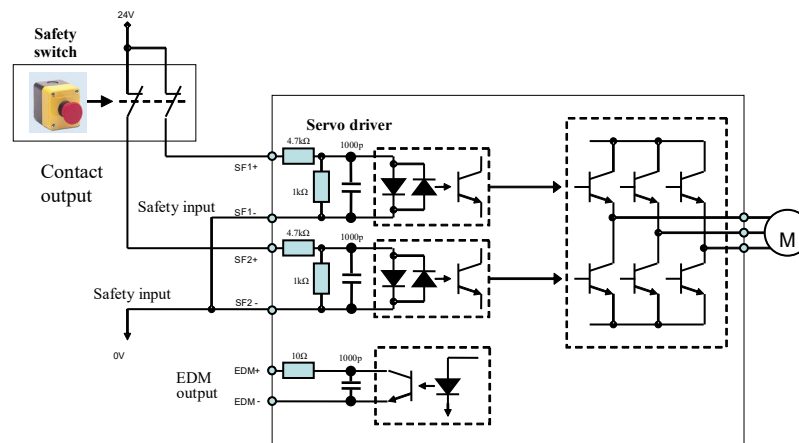 24V
Safety
switch
Servo driver
4.7kΩ
1000p
SF1+
Contact
output
1kΩ
Safety input
SF1-
4.7kΩ
1000p
M
SF2+
1kΩ
Safety input
SF2 -
0V
10Ω
1000p
EDM+
EDM
output
EDM -